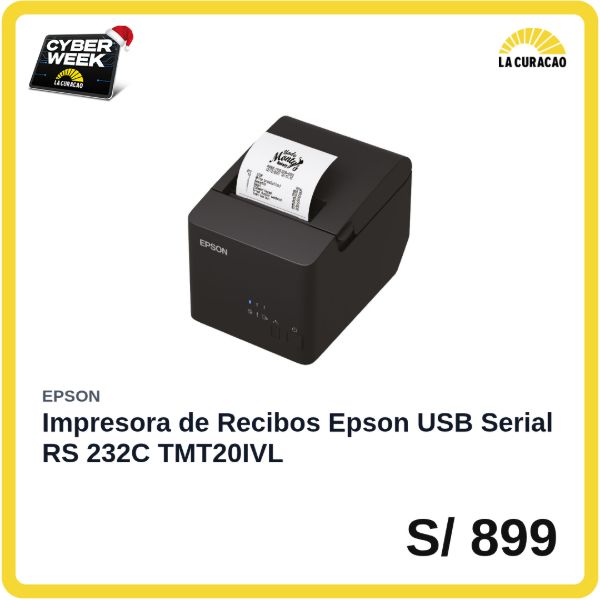 CYBER
WEEK
LA CURACAO
LA CURACAO
EPSON
EPSON
Impresora de Recibos Epson USB Serial
RS 232C TMT20IVL
S/ 899